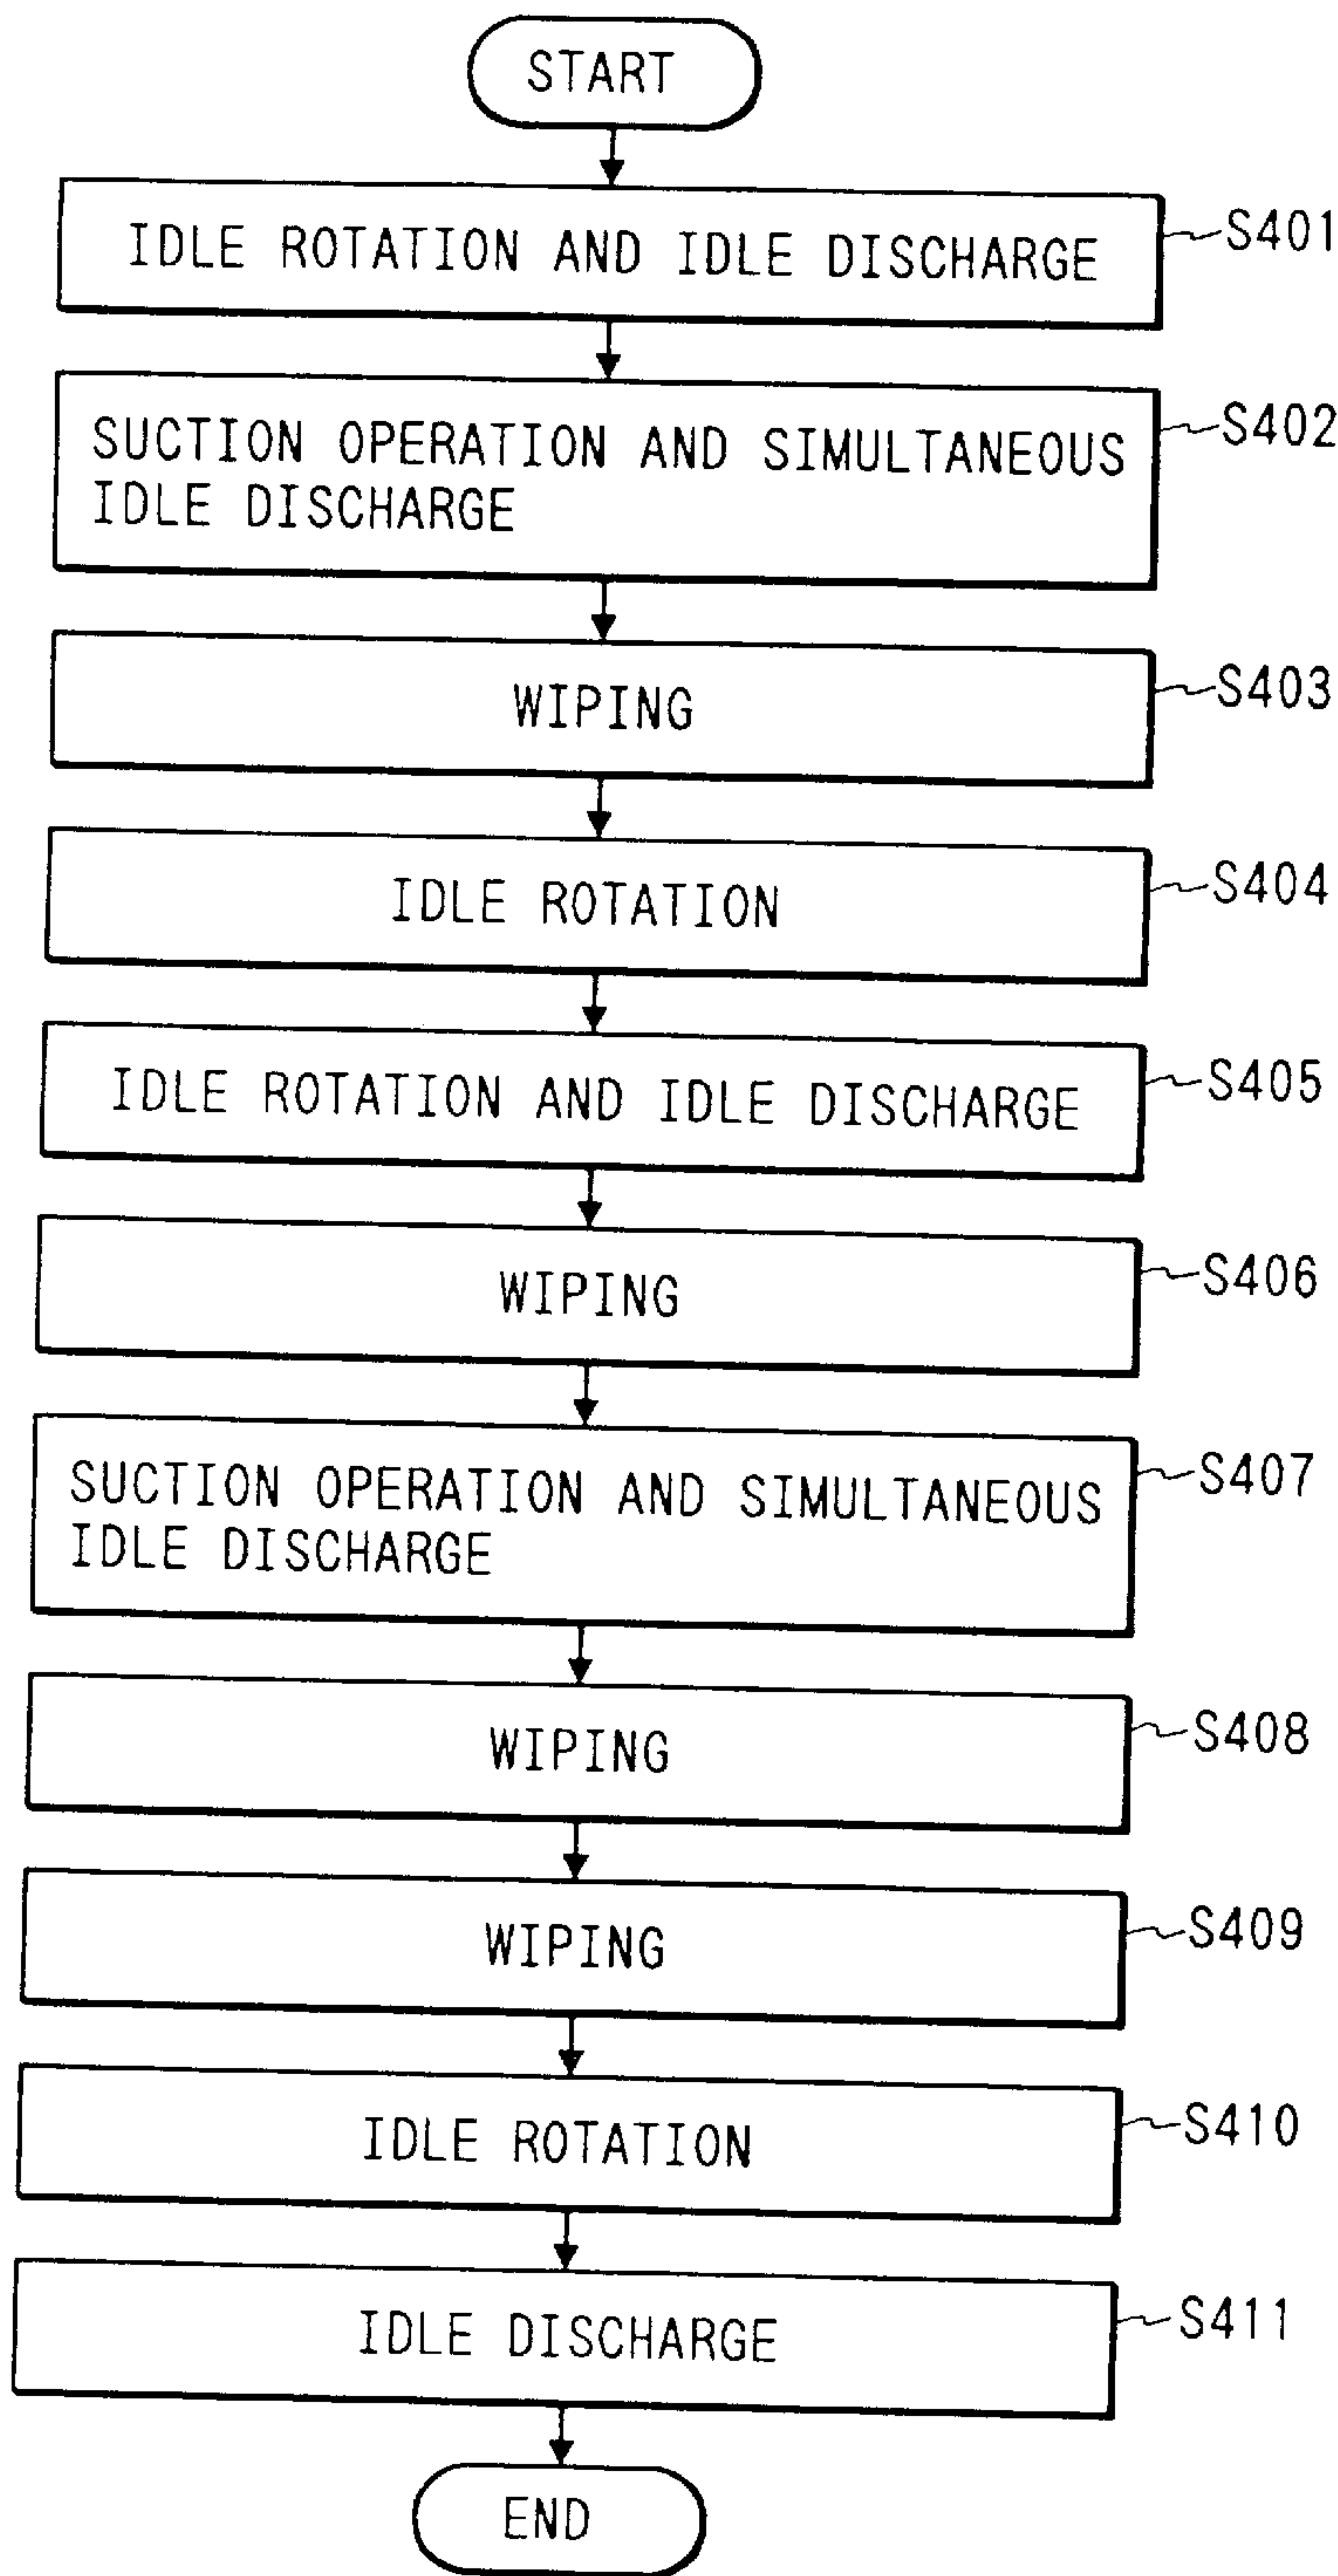 START
IDLE ROTATION AND IDLE DISCHARGE
S401
SUCTION OPERATION AND SIMULTANEOUS
IDLE DISCHARGE
S402
WIPING
S403
IDLE ROTATION
S404
IDLE ROTATION AND IDLE DISCHARGE
S405
WIPING
S406
SUCTION OPERATION AND SIMULTANEOUS
IDLE DISCHARGE
S407
WIPING
S408
WIPING
S409
IDLE ROTATION
S410
IDLE DISCHARGE
S411
END